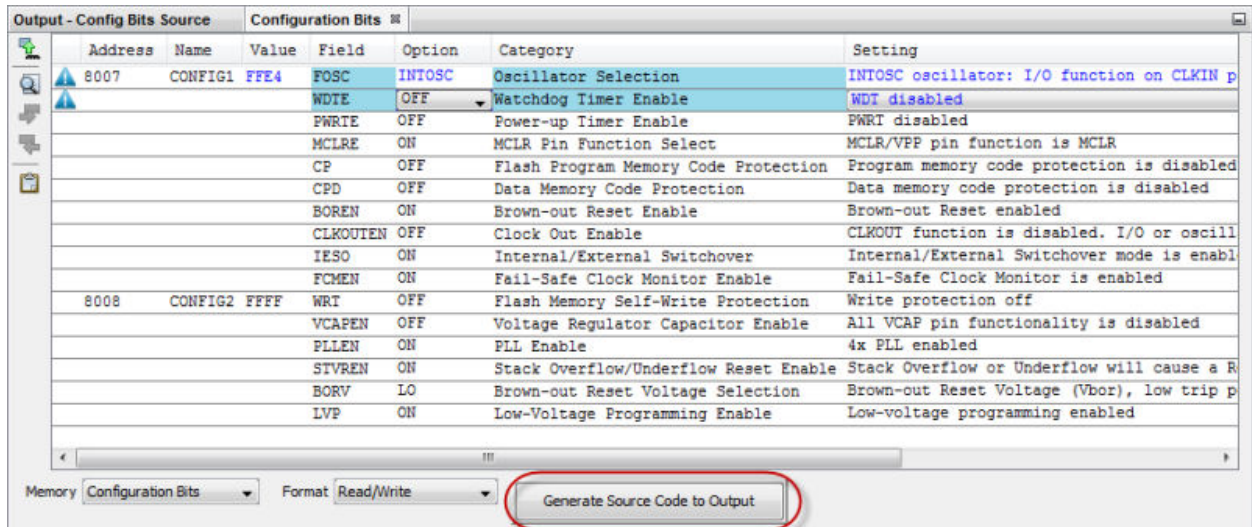 Output - Config Bits Source Configuration Bits
Address Name Value Field Option Category Setting
8007 CONFIG1 FFE4 FOSC INTOSC Oscillator Selection INTOSC oscillator: I/O function on CLKIN p
WDTE OFF Watchdog Timer Enable WDT disabled
PWRTE OFF Power-up Timer Enable PWRT disabled
MCLRE ON MCLR Pin Function Select MCLR/VPP pin function is MCLR
CP OFF Flash Program Memory Code Protection Program memory code protection is disabled
CPD OFF Data Memory Code Protection Data memory code protection is disabled
BOREN ON Brown-out Reset Enable Brown-out Reset enabled
CLKOUTEN OFF Clock Out Enable CLKOUT function is disabled. I/O or oscill
IESO ON Internal/External Switchover Internal/External Switchover mode is enabl
FCMEN ON Fail-Safe Clock Monitor Enable Fail-Safe Clock Monitor is enabled
8008 CONFIG2 FFFF WRT OFF Flash Memory Self-Write Protection Write protection off
VCAPEN OFF Voltage Regulator Capacitor Enable All VCAP pin functionality is disabled
PLLEN ON PLL Enable 4x PLL enabled
STVREN ON Stack Overflow/Underflow Reset Enable Stack Overflow or Underflow will cause a R
BORV LO Brown-out Reset Voltage Selection Brown-out Reset Voltage (Vbor), low trip p
LVP ON Low-Voltage Programming Enable Low-voltage programming enabled
Memory Configuration Bits Format Read/Write Generate Source Code to Output